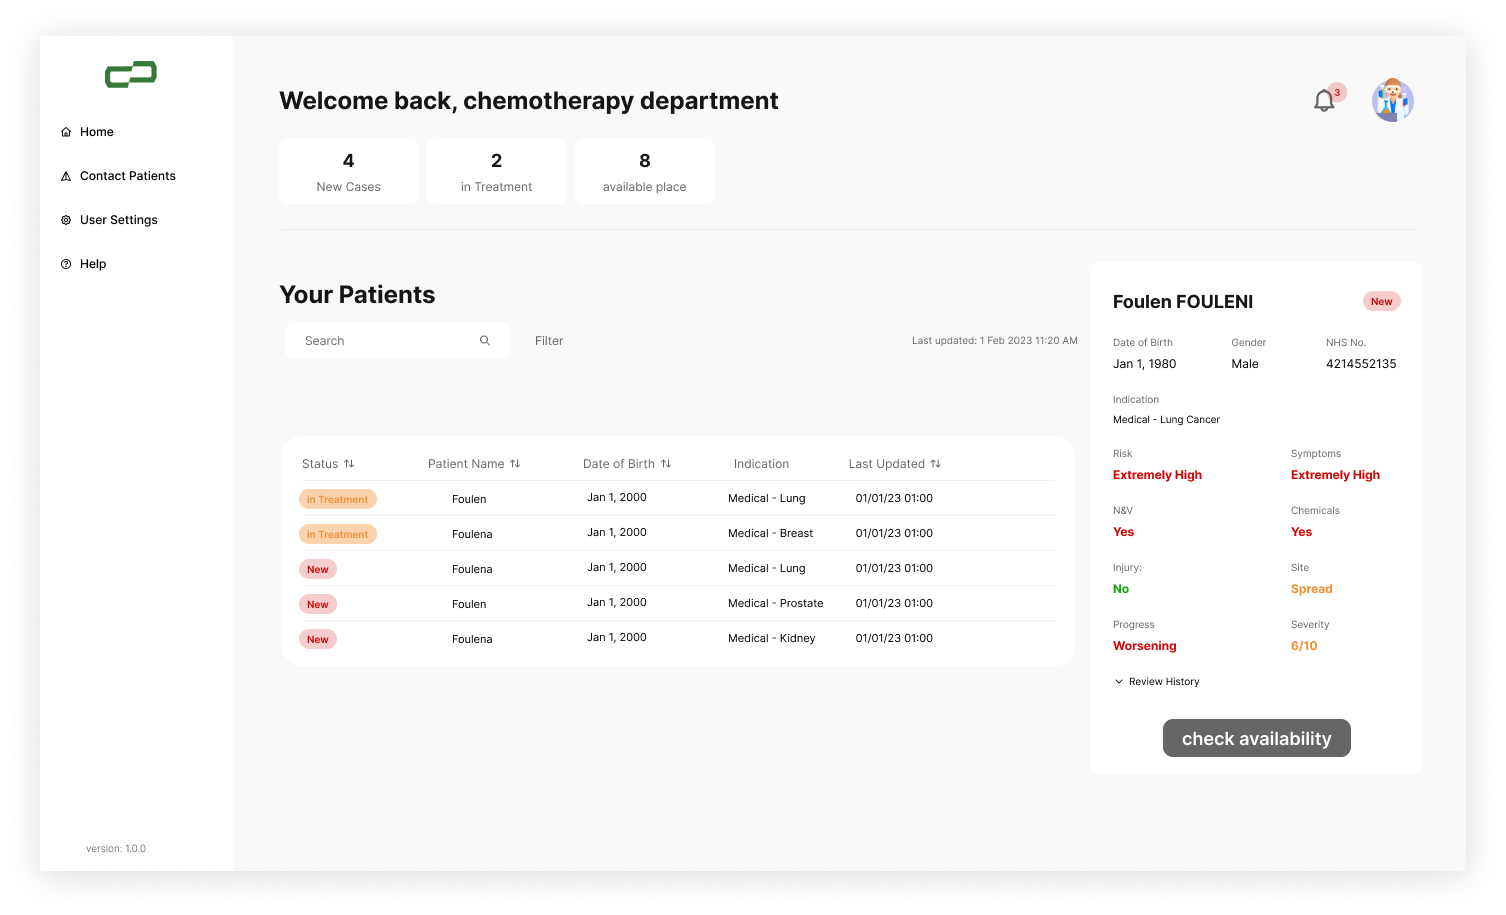 Home
Contact Patients
User Settings
Help
version: 1.0.0
Welcome back, chemotherapy department
3
4
New Cases
2
in Treatment
8
available place
Your Patients
Search
Filter
Last updated: 1 Feb 2023 11:20 AM
Status Patient Name Date of Birth Indication Last Updated
in Treatment Foulen Jan 1, 2000 Medical - Lung 01/01/23 01:00
in Treatment Foulena Jan 1, 2000 Medical - Breast 01/01/23 01:00
New Foulena Jan 1, 2000 Medical - Lung 01/01/23 01:00
New Foulen Jan 1, 2000 Medical - Prostate 01/01/23 01:00
New Foulena Jan 1, 2000 Medical - Kidney 01/01/23 01:00
Foulen FOULENI New
Date of Birth Gender NHS No.
Jan 1, 1980 Male 4214552135
Indication
Medical - Lung Cancer
Risk Symptoms
Extremely High Extremely High
N&V Chemicals
Yes Yes
Injury: Site
No Spread
Progress Severity
Worsening 6/10
Review History
check availability